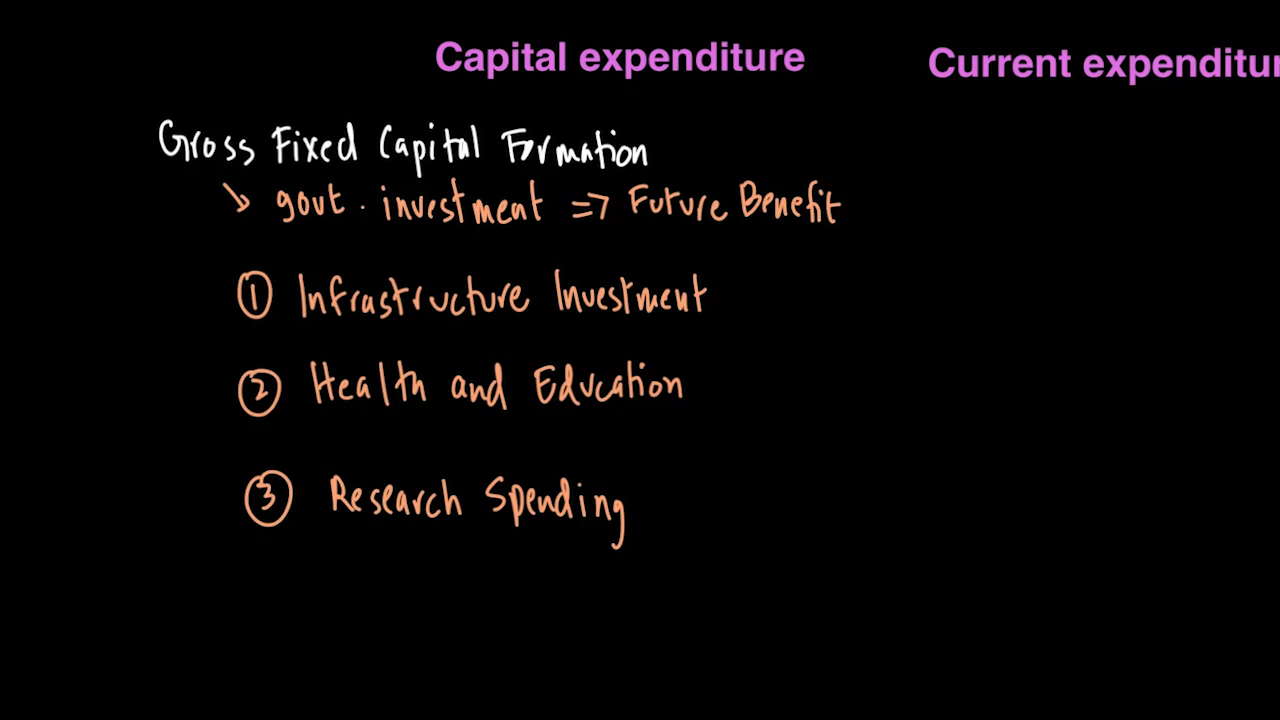 Capital expenditure
Current expenditur
Gross Fixed Capital Formation
↘ govt. investment => Future Benefit
① Infrastructure Investment
② Health and Education
③ Research Spending